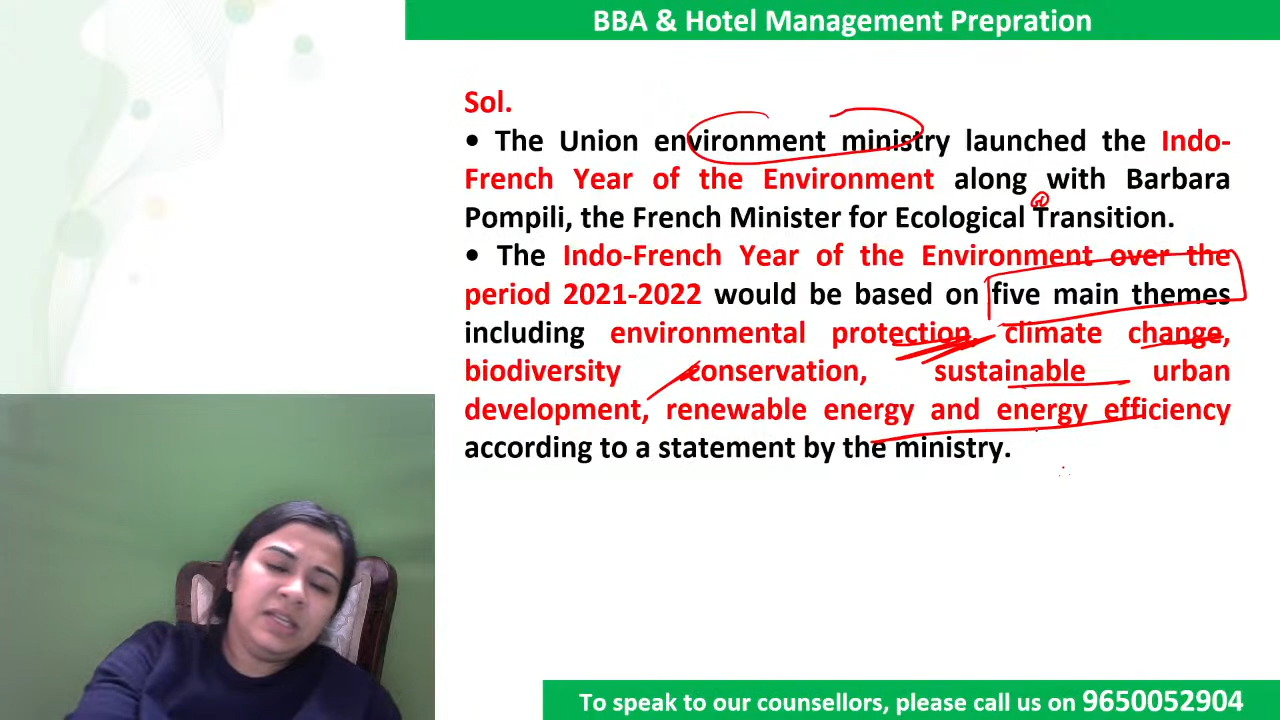 BBA & Hotel Management Prepration
Sol.
• The Union environment ministry launched the Indo-
French Year of the Environment along with Barbara
Pompili, the French Minister for Ecological Transition.
• The Indo-French Year of the Environment over the
period 2021-2022 would be based on five main themes
including environmental protection, climate change,
biodiversity conservation, sustainable urban
development, renewable energy and energy efficiency
according to a statement by the ministry.
To speak to our counsellors, please call us on 9650052904